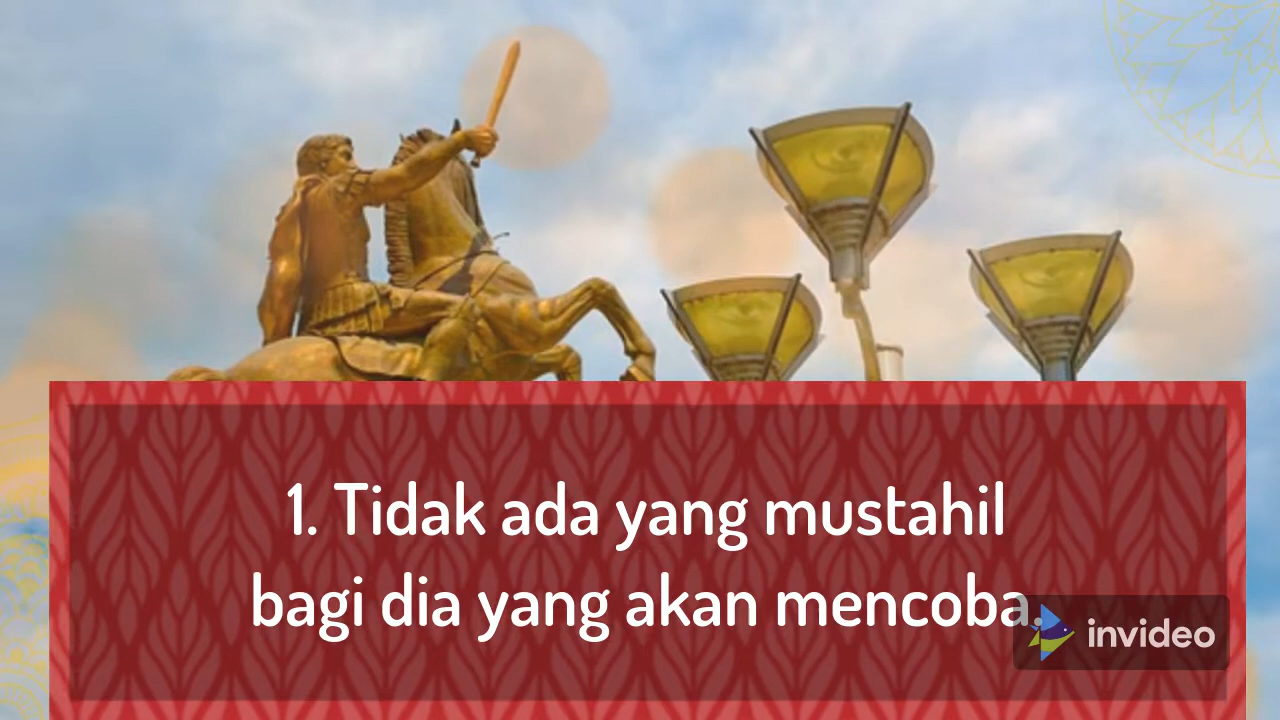 1. Tidak ada yang mustahil
bagi dia yang akan mencoba.
invideo